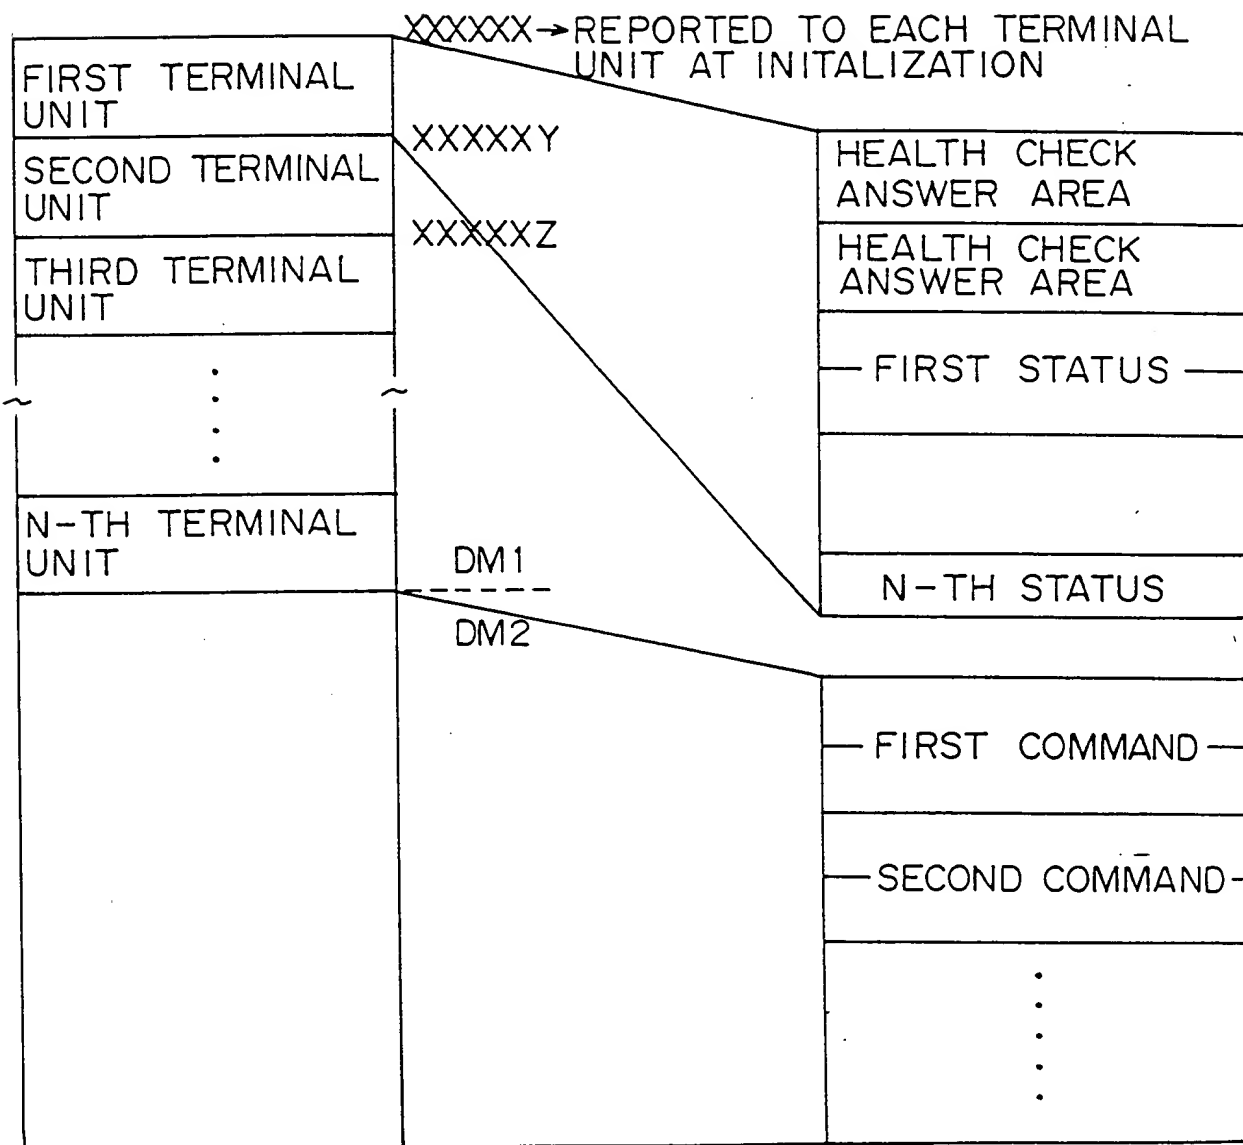 XXXXXX→REPORTED TO EACH TERMINAL
UNIT AT INITALIZATION
FIRST TERMINAL
UNIT
XXXXXY
SECOND TERMINAL
UNIT
XXXXXZ
THIRD TERMINAL
UNIT
N-TH TERMINAL
UNIT
DM1
DM2
HEALTH CHECK
ANSWER AREA
HEALTH CHECK
ANSWER AREA
FIRST STATUS
N-TH STATUS
FIRST COMMAND
SECOND COMMAND